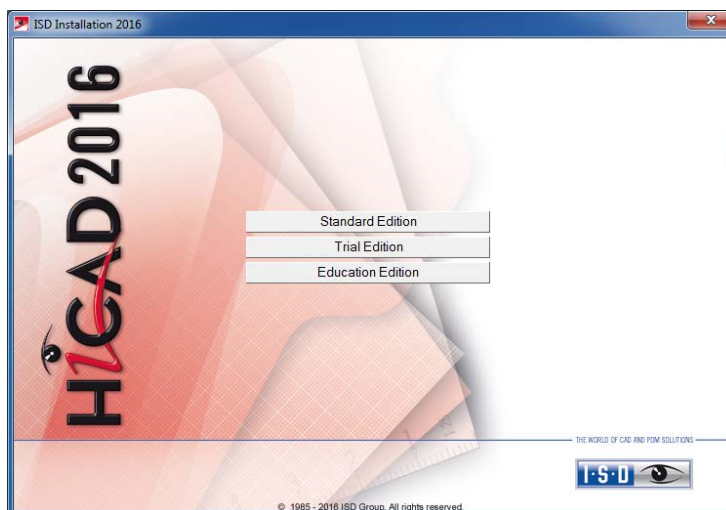 ISD Installation 2016
HiCAD 2016
Standard Edition
Trial Edition
Education Edition
THE WORLD OF CAD AND PDM SOLUTIONS
I·S·D
© 1985 - 2016 ISD Group. All rights reserved.